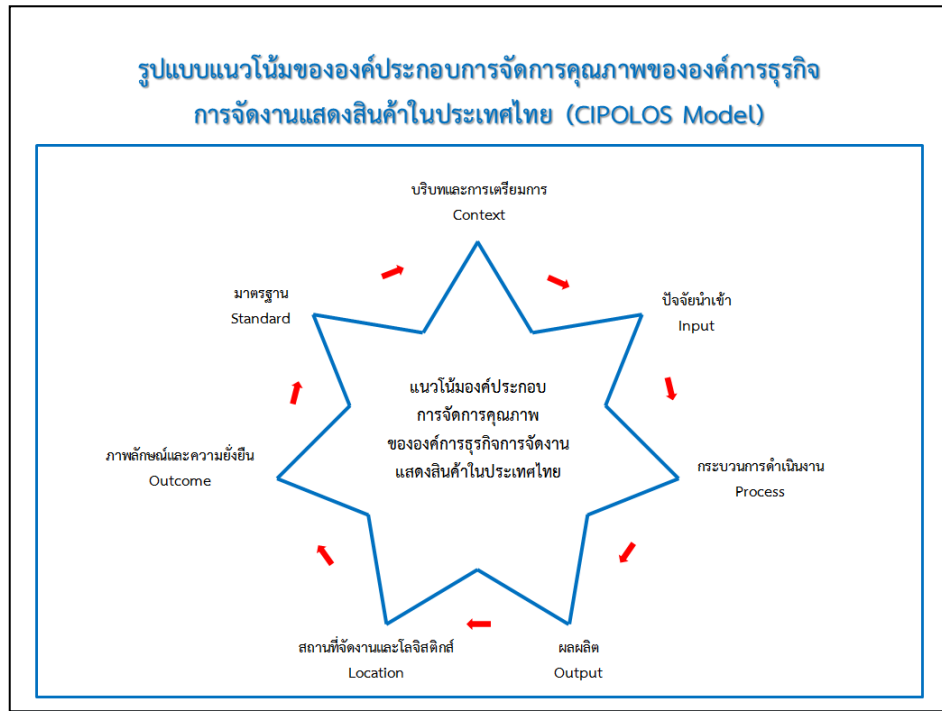 รูปแบบแนวโน้มขององค์ประกอบการจัดการคุณภาพขององค์การธุรกิจ
การจัดงานแสดงสินค้าในประเทศไทย (CIPOLOS Model)
บริบทและการเตรียมการ
Context
ปัจจัยนำเข้า
Input
กระบวนการดำเนินงาน
Process
ผลผลิต
Output
สถานที่จัดงานและโลจิสติกส์
Location
ภาพลักษณ์และความยั่งยืน
Outcome
มาตรฐาน
Standard
แนวโน้มองค์ประกอบ
การจัดการคุณภาพ
ขององค์การธุรกิจการจัดงาน
แสดงสินค้าในประเทศไทย